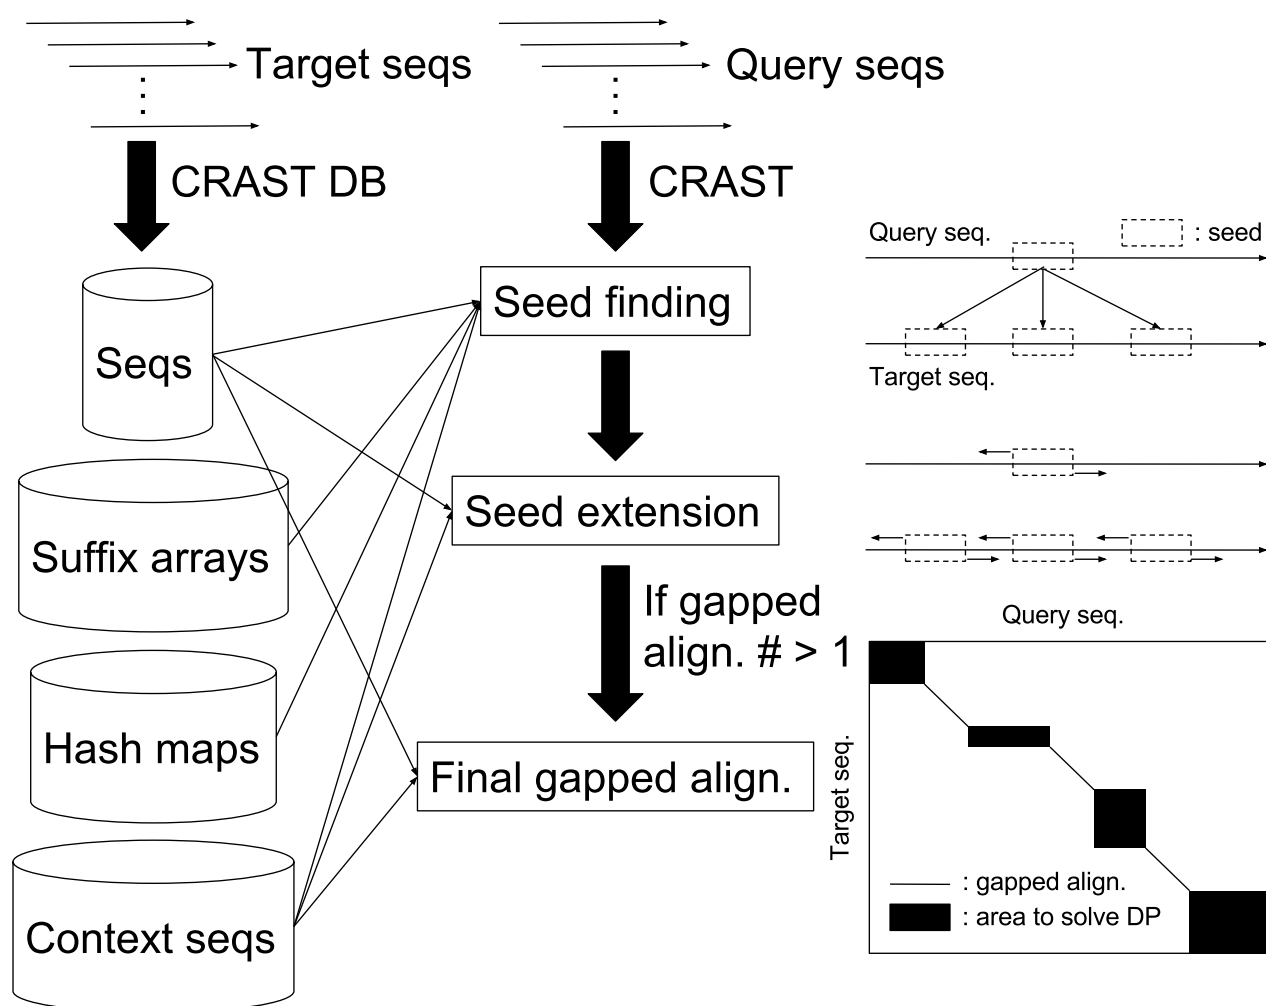 Target seqs
Query seqs
CRAST DB
CRAST
Seqs
Suffix arrays
Hash maps
Context seqs
Seed finding
Seed extension
If gapped
align. # > 1
Final gapped align.
Query seq.
: seed
Target seq.
Query seq.
Target seq.
: gapped align.
: area to solve DP